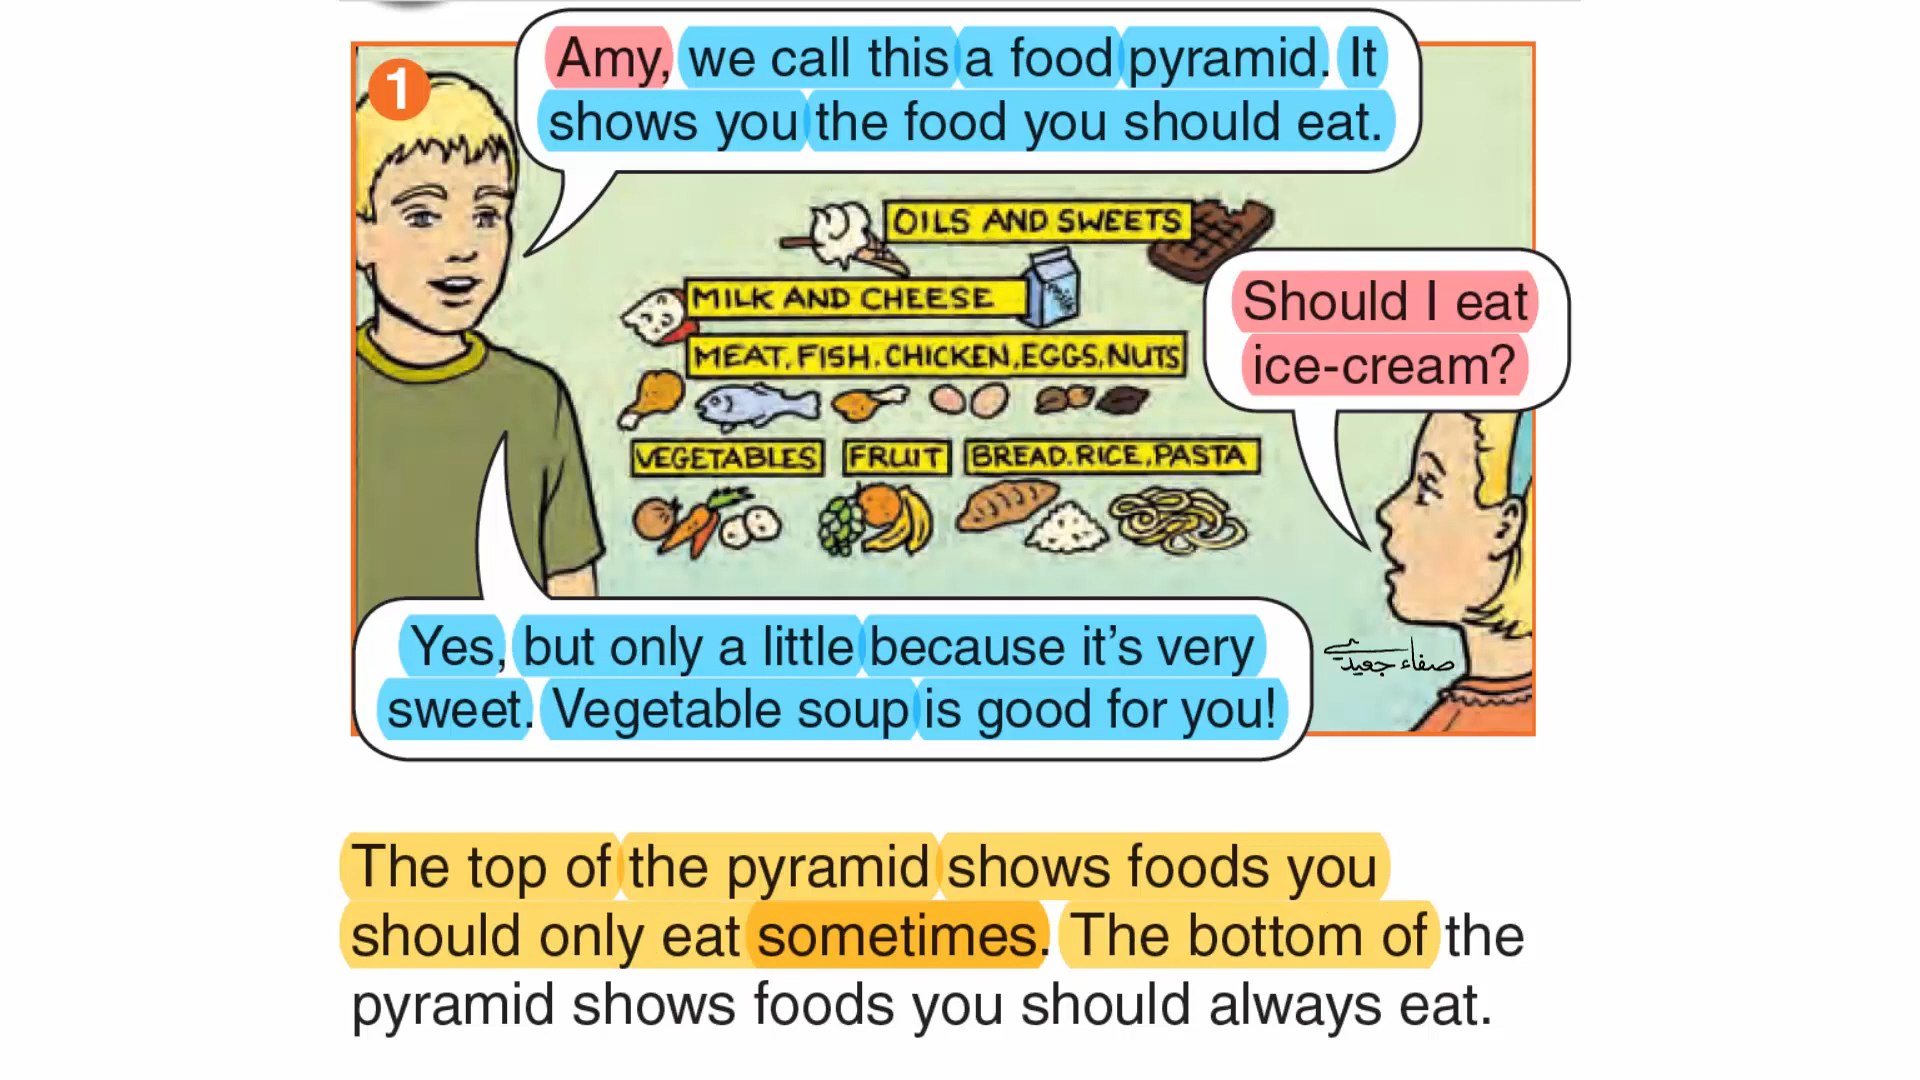 1
Amy, we call this a food pyramid. It
shows you the food you should eat.
OILS AND SWEETS
MILK AND CHEESE
MEAT, FISH, CHICKEN, EGGS, NUTS
VEGETABLES FRUIT BREAD, RICE, PASTA
Should I eat
ice-cream?
Yes, but only a little because it's very
sweet. Vegetable soup is good for you!
صفاء جعيدي
The top of the pyramid shows foods you
should only eat sometimes. The bottom of the
pyramid shows foods you should always eat.